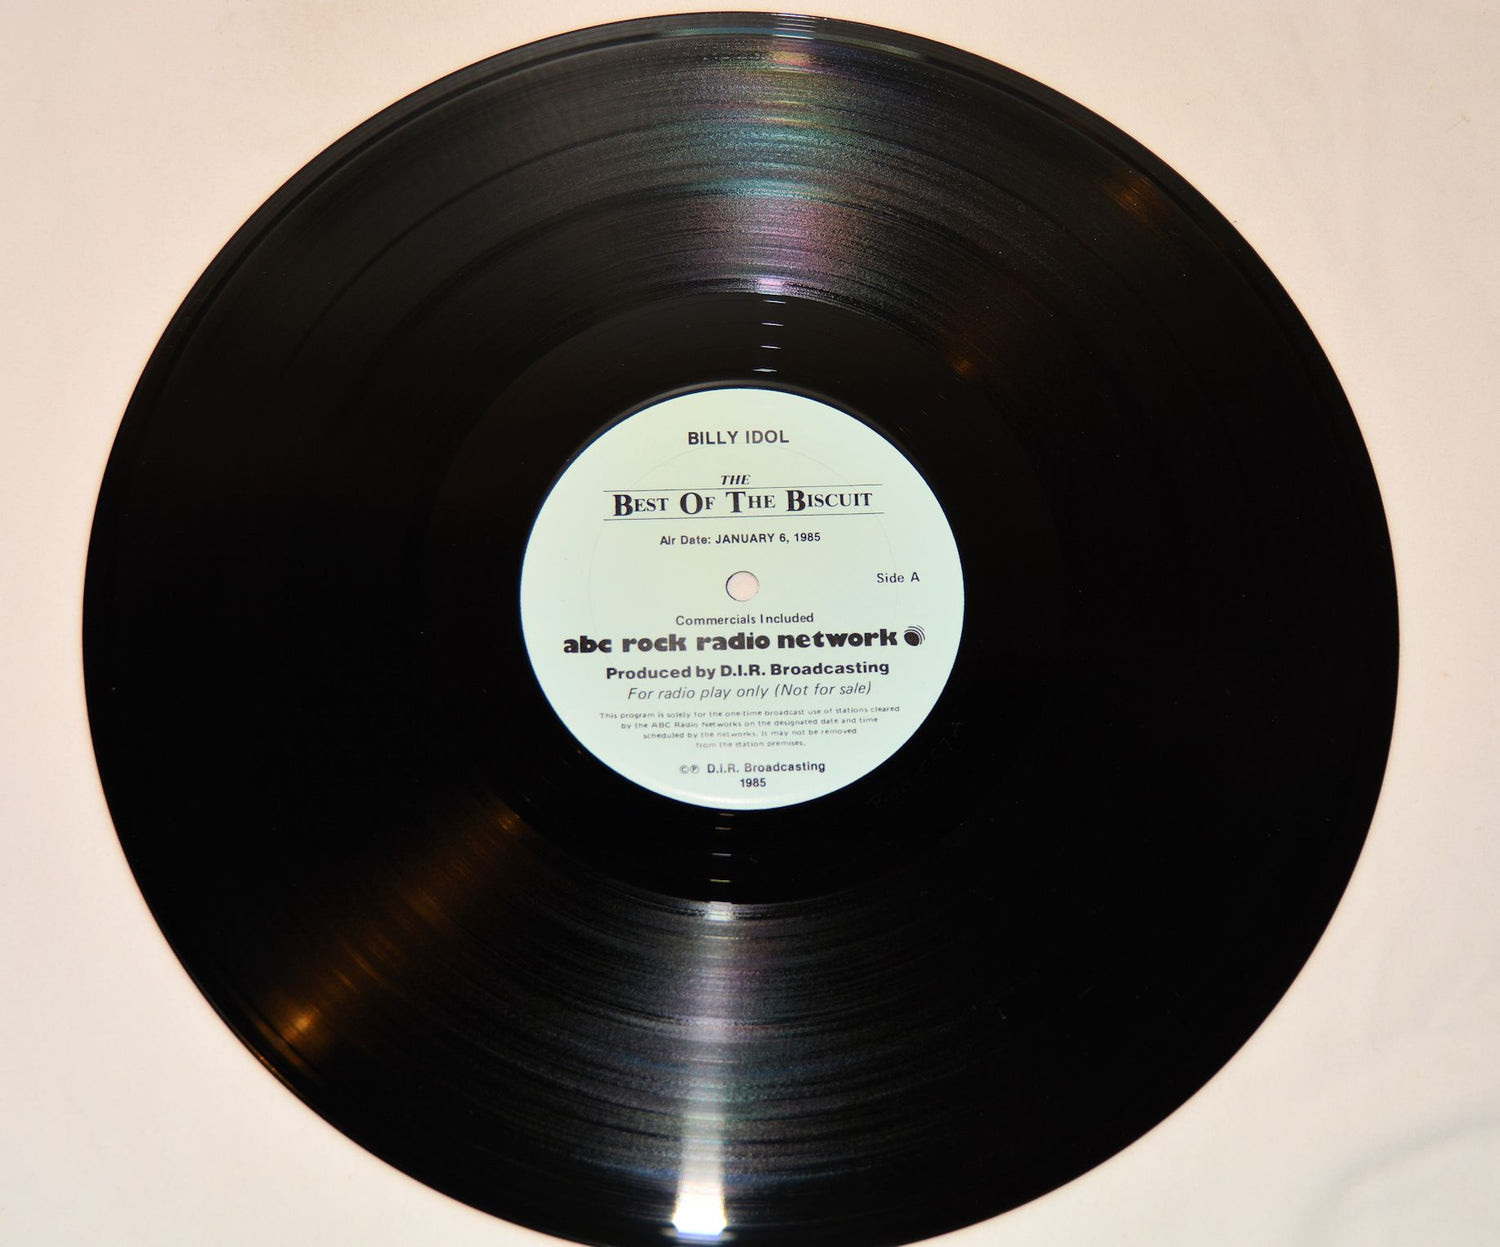 BILLY IDOL
THE
BEST OF THE BISCUIT
Air Date: JANUARY 6, 1985
Side A
Commercials Included
abc rock radio network
Produced by D.I.R. Broadcasting
For radio play only (Not for sale)
This program is solely for the one-time broadcast use of stations cleared
by the ABC Radio Networks on the designated date and time
scheduled by the networks. It may not be removed
from the station premises.
©℗ D.I.R. Broadcasting
1985